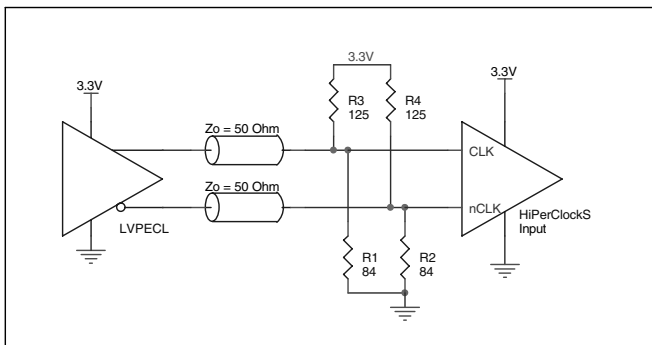 3.3V
3.3V
3.3V
R3
125
R4
125
Zo = 50 Ohm
CLK
Zo = 50 Ohm
nCLK
HiPerClockS
Input
LVPECL
R1
84
R2
84